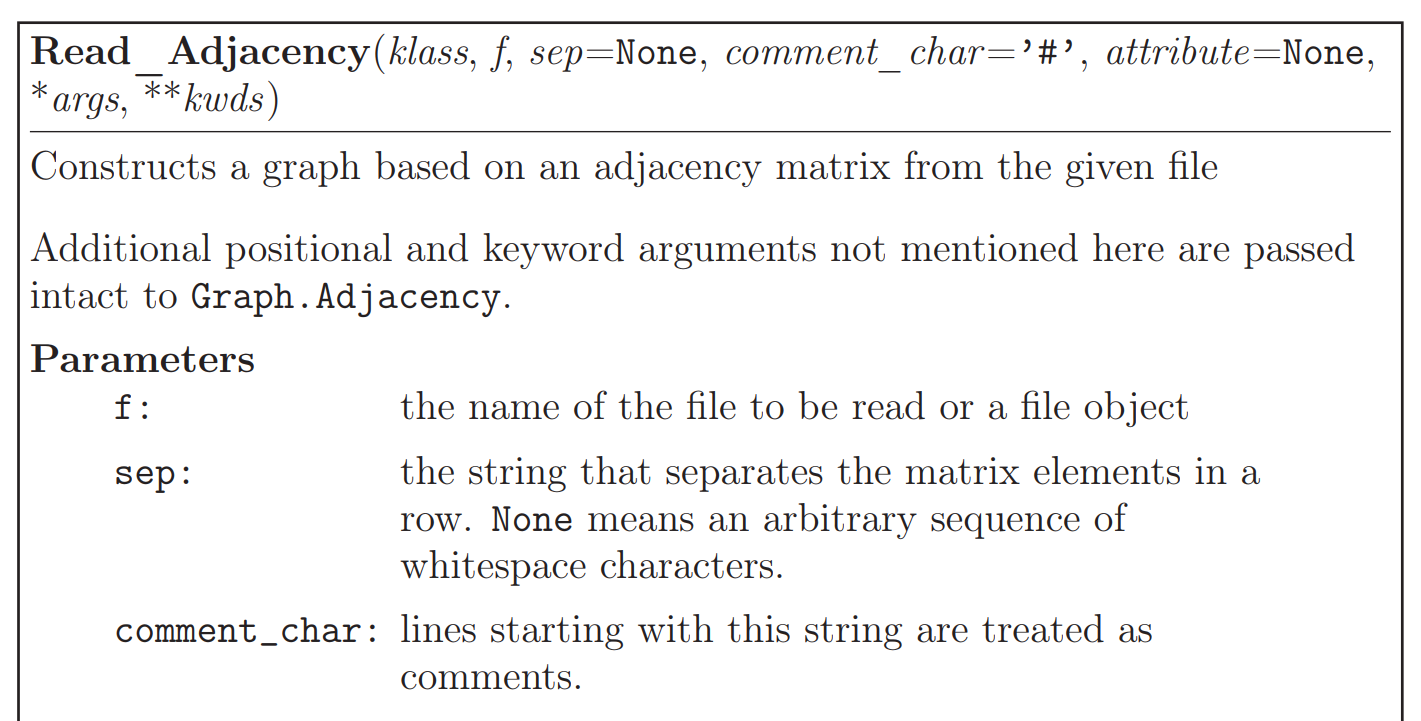 Read_Adjacency(klass, f, sep=None, comment_char='#', attribute=None,
*args, **kwds)
Constructs a graph based on an adjacency matrix from the given file
Additional positional and keyword arguments not mentioned here are passed
intact to Graph.Adjacency.
Parameters
f: the name of the file to be read or a file object
sep: the string that separates the matrix elements in a
row. None means an arbitrary sequence of
whitespace characters.
comment_char: lines starting with this string are treated as
comments.